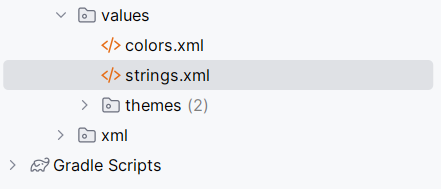 values
colors.xml
strings.xml
themes (2)
xml
Gradle Scripts